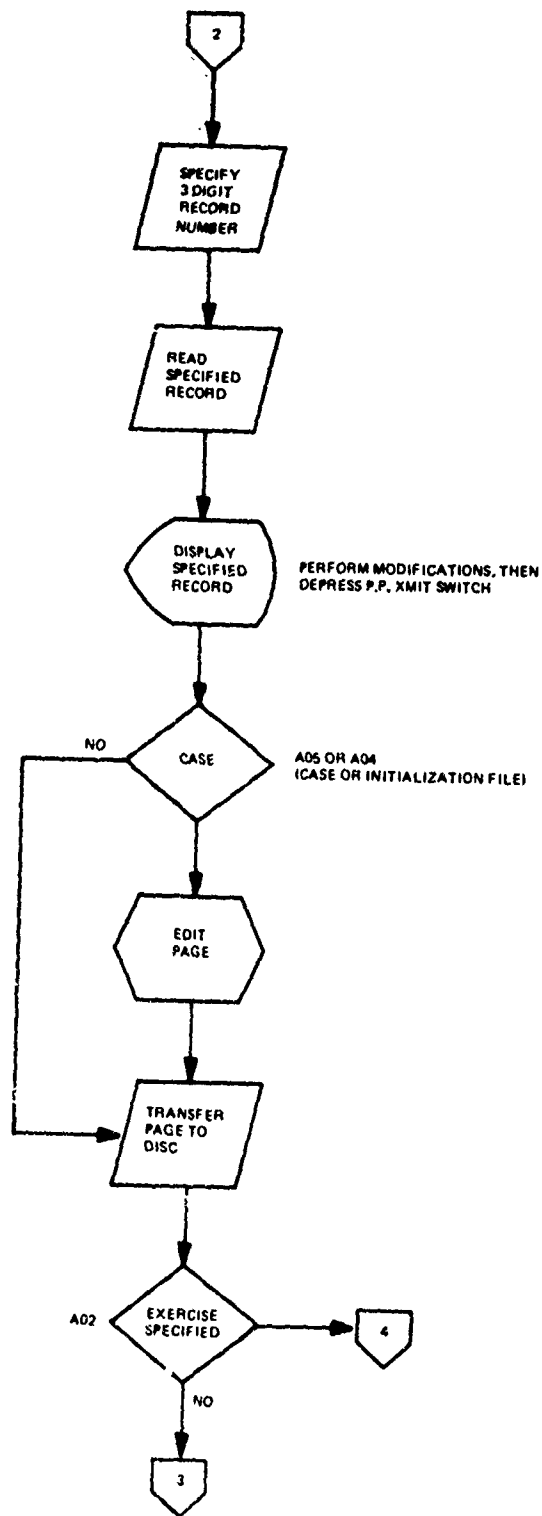 2
SPECIFY
3 DIGIT
RECORD
NUMBER
READ
SPECIFIED
RECORD
DISPLAY
SPECIFIED
RECORD
PERFORM MODIFICATIONS, THEN
DEPRESS P.P. XMIT SWITCH
NO
CASE
A05 OR A04
(CASE OR INITIALIZATION FILE)
EDIT
PAGE
TRANSFER
PAGE TO
DISC
A02
EXERCISE
SPECIFIED
4
NO
3